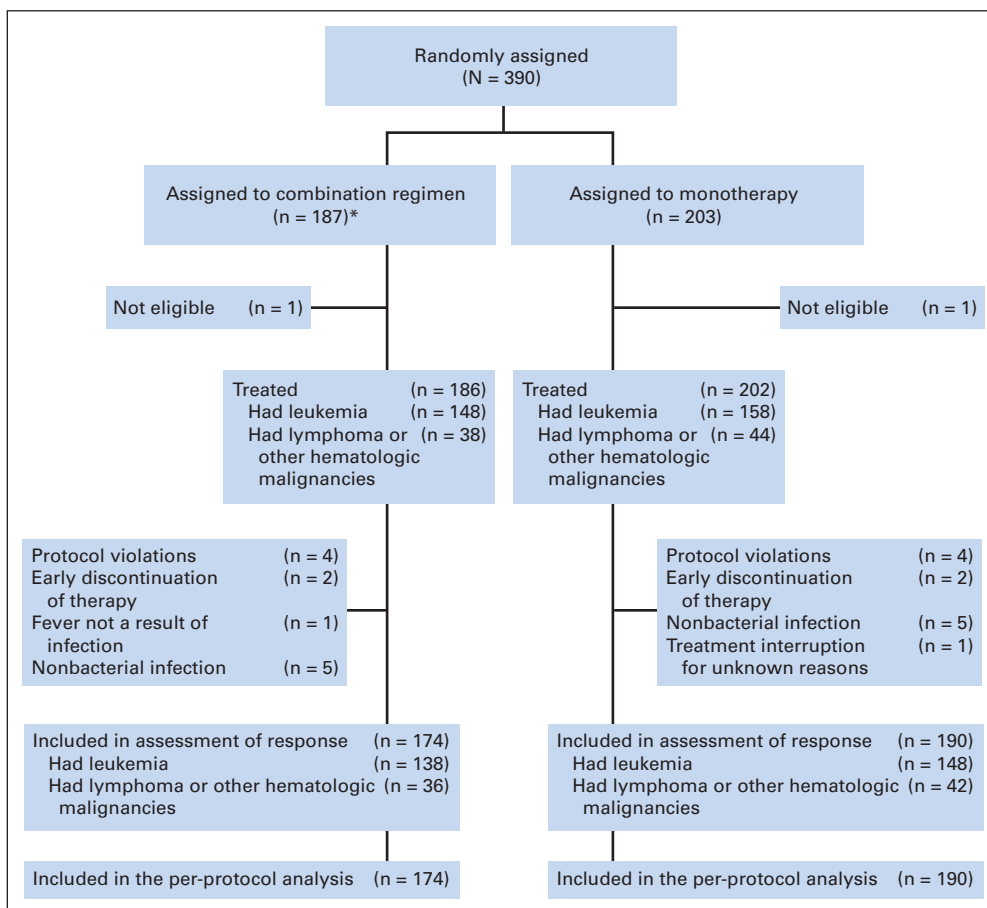 Randomly assigned
(N = 390)
Assigned to combination regimen
(n = 187)*
Assigned to monotherapy
(n = 203)
Not eligible (n = 1)
Not eligible (n = 1)
Treated (n = 186)
Had leukemia (n = 148)
Had lymphoma or (n = 38)
other hematologic
malignancies
Treated (n = 202)
Had leukemia (n = 158)
Had lymphoma or (n = 44)
other hematologic
malignancies
Protocol violations (n = 4)
Early discontinuation (n = 2)
of therapy
Fever not a result of (n = 1)
infection
Nonbacterial infection (n = 5)
Protocol violations (n = 4)
Early discontinuation (n = 2)
of therapy
Nonbacterial infection (n = 5)
Treatment interruption (n = 1)
for unknown reasons
Included in assessment of response (n = 174)
Had leukemia (n = 138)
Had lymphoma or other hematologic (n = 36)
malignancies
Included in assessment of response (n = 190)
Had leukemia (n = 148)
Had lymphoma or other hematologic (n = 42)
malignancies
Included in the per-protocol analysis (n = 174)
Included in the per-protocol analysis (n = 190)